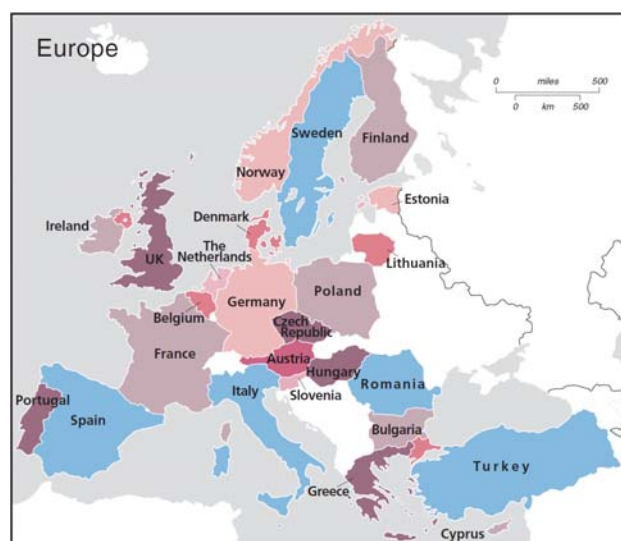 Europe
0 miles 500
0 km 500
Sweden
Finland
Norway
Estonia
Denmark
Ireland
The
Netherlands
Lithuania
UK
Germany
Poland
Belgium
Czech
Republic
France
Austria
Hungary
Romania
Italy
Slovenia
Portugal
Spain
Bulgaria
Turkey
Greece
Cyprus